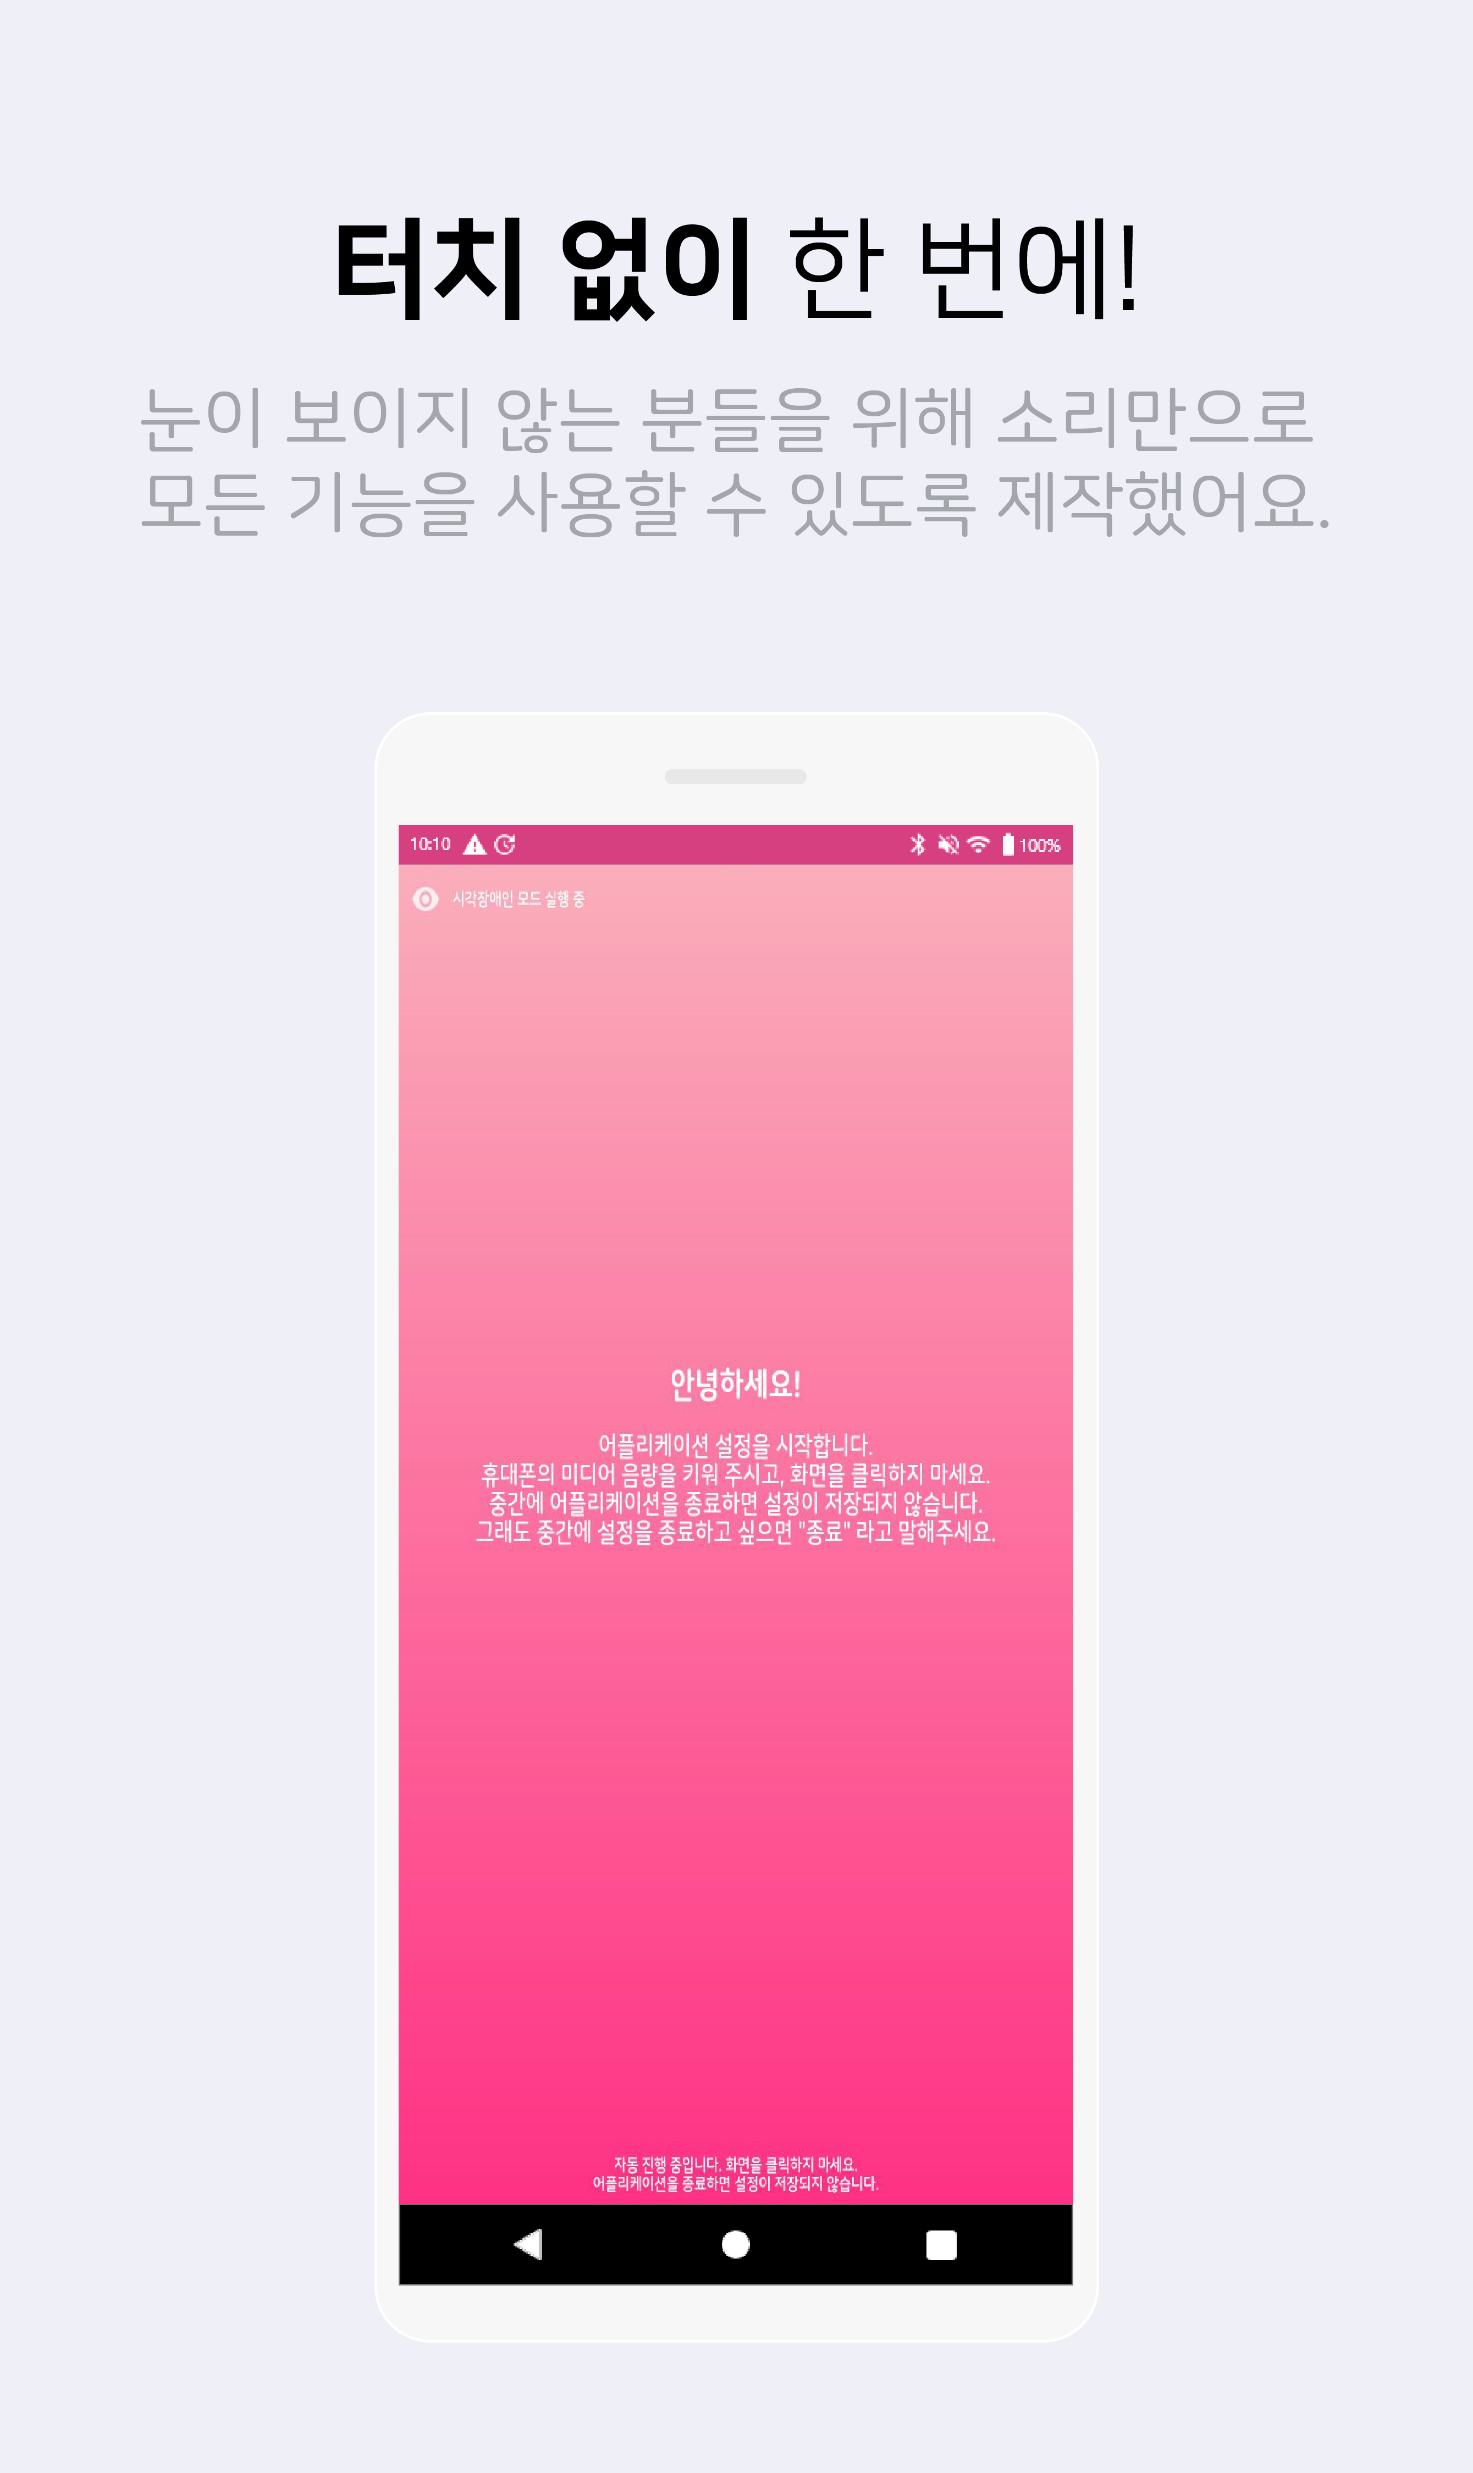 터치 없이 한 번에!
눈이 보이지 않는 분들을 위해 소리만으로
모든 기능을 사용할 수 있도록 제작했어요.
10:10 100%
시각장애인 모드 실행 중
안녕하세요!
어플리케이션 설정을 시작합니다.
휴대폰의 미디어 음량을 키워 주시고, 화면을 클릭하지 마세요.
중간에 어플리케이션을 종료하면 설정이 저장되지 않습니다.
그래도 중간에 설정을 종료하고 싶으면 "종료" 라고 말해주세요.
자동 진행 중입니다. 화면을 클릭하지 마세요.
어플리케이션을 종료하면 설정이 저장되지 않습니다.